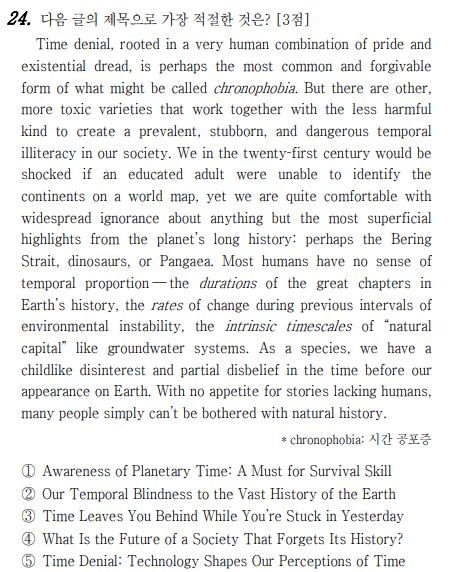 24. 다음 글의 제목으로 가장 적절한 것은? [3점]
Time denial, rooted in a very human combination of pride and
existential dread, is perhaps the most common and forgivable
form of what might be called chronophobia. But there are other,
more toxic varieties that work together with the less harmful
kind to create a prevalent, stubborn, and dangerous temporal
illiteracy in our society. We in the twenty-first century would be
shocked if an educated adult were unable to identify the
continents on a world map, yet we are quite comfortable with
widespread ignorance about anything but the most superficial
highlights from the planet's long history: perhaps the Bering
Strait, dinosaurs, or Pangaea. Most humans have no sense of
temporal proportion—the durations of the great chapters in
Earth's history, the rates of change during previous intervals of
environmental instability, the intrinsic timescales of “natural
capital” like groundwater systems. As a species, we have a
childlike disinterest and partial disbelief in the time before our
appearance on Earth. With no appetite for stories lacking humans,
many people simply can't be bothered with natural history.
* chronophobia: 시간 공포증
① Awareness of Planetary Time: A Must for Survival Skill
② Our Temporal Blindness to the Vast History of the Earth
③ Time Leaves You Behind While You're Stuck in Yesterday
④ What Is the Future of a Society That Forgets Its History?
⑤ Time Denial: Technology Shapes Our Perceptions of Time